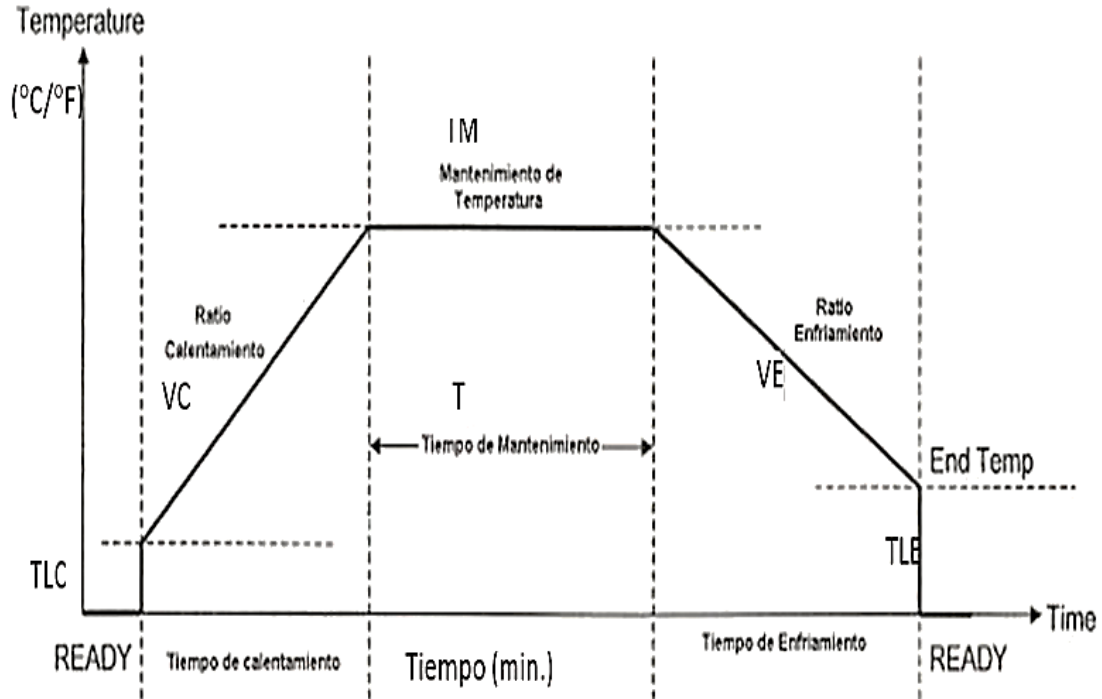 Temperature
(°C/°F)
IM
Mantenimiento de
Temperatura
Ratio
Calentamiento
VC
Ratio
Enfriamiento
VE
T
Tiempo de Mantenimiento
End Temp
TLC
TLE
Time
READY
Tiempo de calentamiento
Tiempo (min.)
Tiempo de Enfriamiento
READY